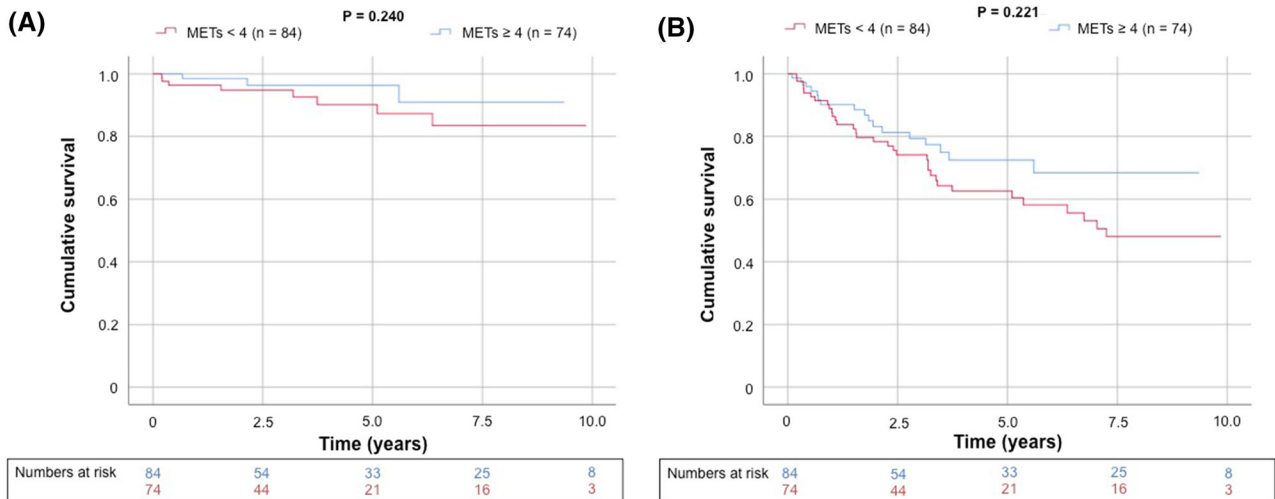 (A)
P = 0.240
METs < 4 (n = 84) METs ≥ 4 (n = 74)
1.0
0.8
0.6
0.4
0.2
0
Cumulative survival
0 2.5 5.0 7.5 10.0
Time (years)
Numbers at risk 84 54 33 25 8
74 44 21 16 3
(B)
P = 0.221
METs < 4 (n = 84) METs ≥ 4 (n = 74)
1.0
0.8
0.6
0.4
0.2
0
Cumulative survival
0 2.5 5.0 7.5 10.0
Time (years)
Numbers at risk 84 54 33 25 8
74 44 21 16 3